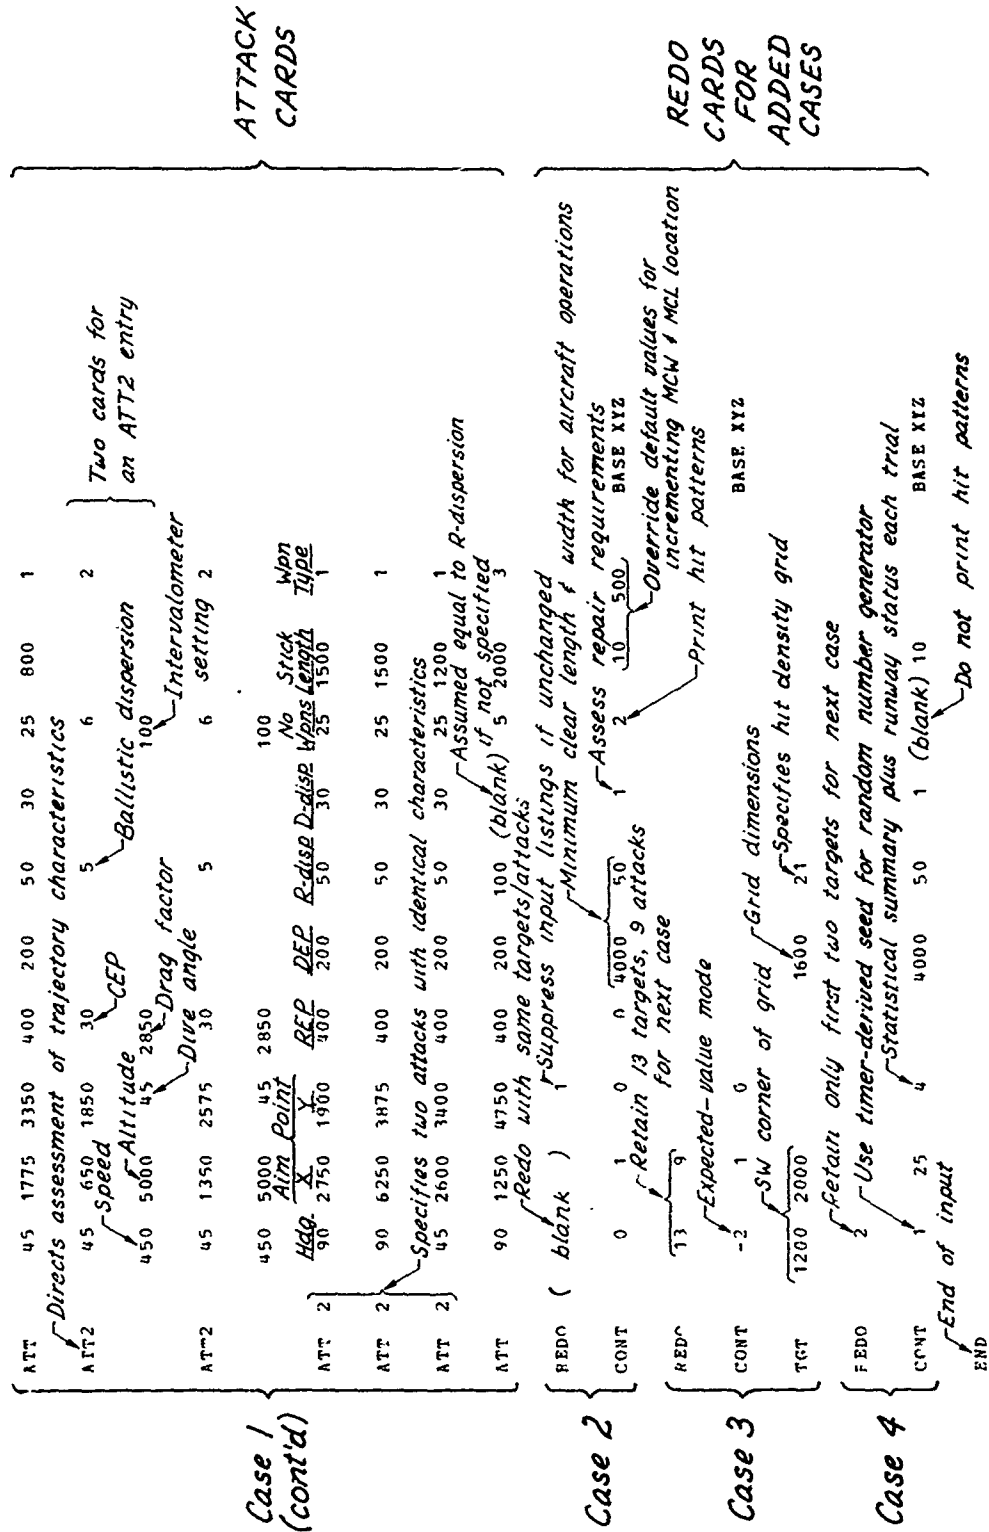 ATTACK CARDS
Case 1 (cont'd)
ATT 45 1775 3350 400 200 50 30 25 800 1
Directs assessment of trajectory characteristics
ATT2 45 650 1850 30 5 6 2
Speed
CEP
Ballistic dispersion
Two cards for an ATT2 entry
450 5000 45 2850 100
Altitude
Drag factor
Dive angle
Intervalometer setting
ATT2 45 1350 2575 30 5 6 2
450 5000 45 2850 100
Aim Point
No Stick Wpn
Hdg. X Y REP DEP R-disp D-disp Wpns Length Type
ATT 2 90 2750 1900 400 200 50 30 25 1500 1
ATT 2 90 6250 3875 400 200 50 30 25 1500 1
Specifies two attacks with identical characteristics
ATT 2 45 2600 3400 400 200 50 30 25 1200 1
Assumed equal to R-dispersion if not specified
ATT 90 1250 4750 400 200 100 (blank) 5 2000 3
REDO CARDS FOR ADDED CASES
Case 2
Redo with same targets/attacks
REDO ( blank ) 1
Suppress input listings if unchanged
Minimum clear length & width for aircraft operations
Assess repair requirements
CONT 0 1 0 0 4000 50 1 2 10 500 BASE XYZ
Override default values for incrementing MCW & MCL location
Print hit patterns
Case 3
Retain 13 targets, 9 attacks for next case
REDO 13 9
Expected-value mode
CONT -2 1 0 BASE XYZ
SW corner of grid
Grid dimensions
TGT 1200 2000 1600 21
Specifies hit density grid
Case 4
Retain only first two targets for next case
REDO 2
Use timer-derived seed for random number generator
Statistical summary plus runway status each trial
CONT 1 25 4 4000 50 1 (blank) 10 BASE XYZ
Do not print hit patterns
End of input
END